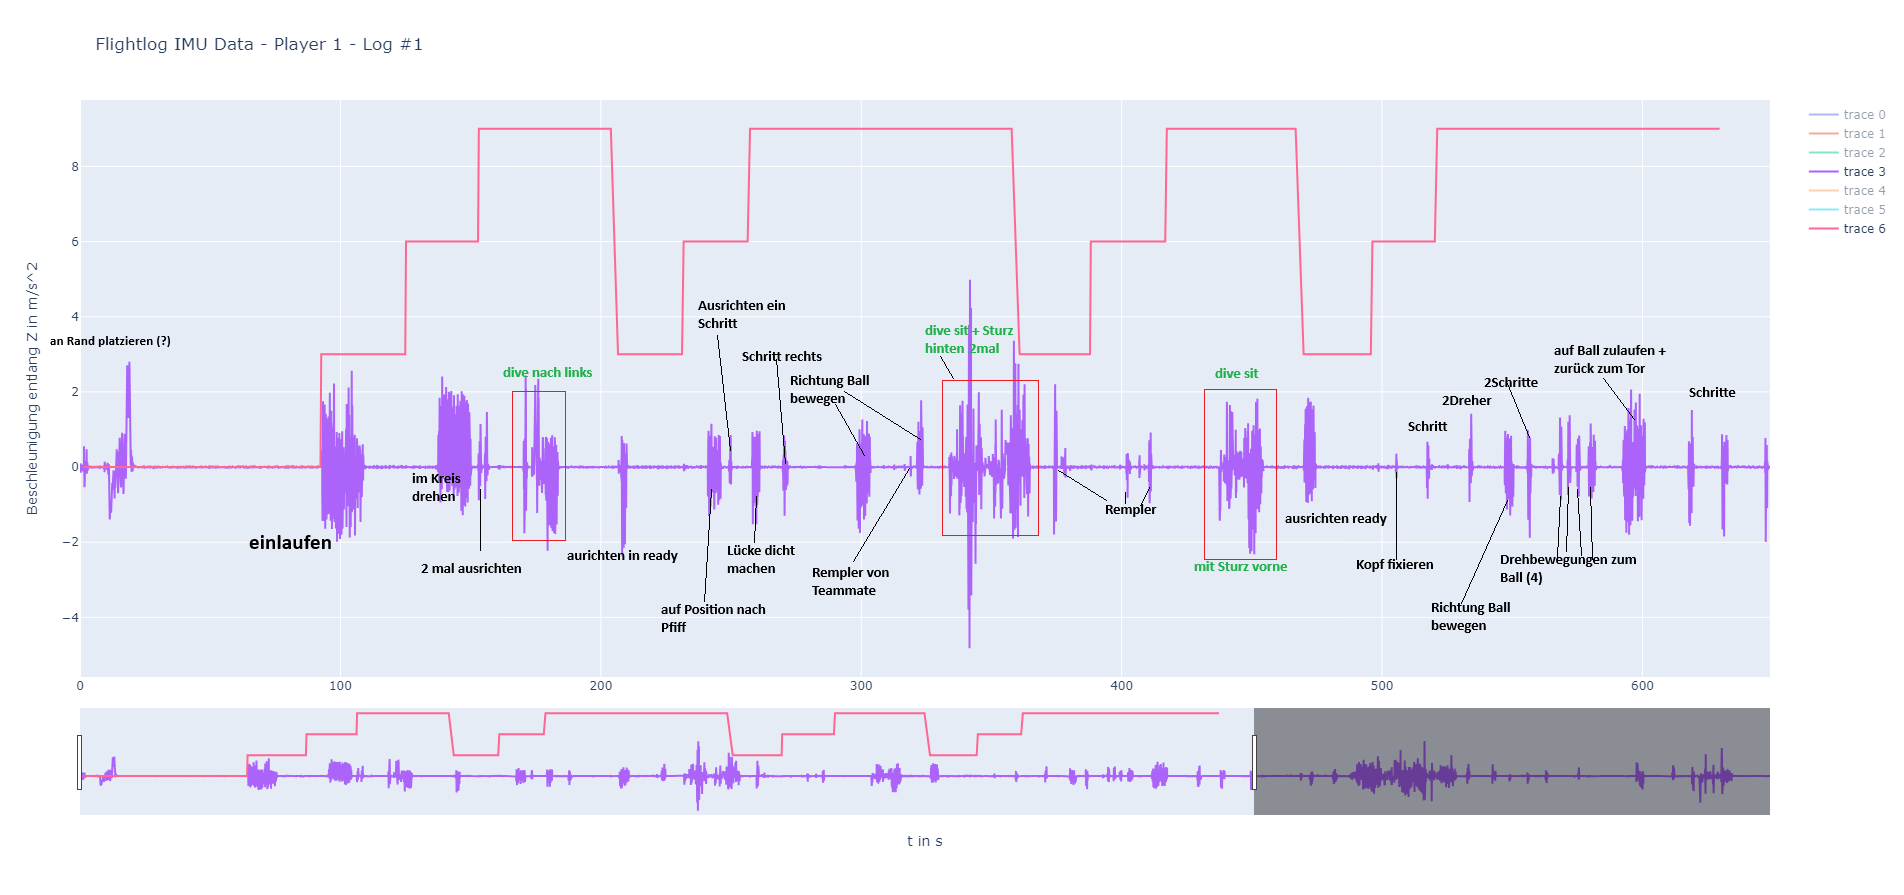 Flightlog IMU Data - Player 1 - Log #1
trace 0
trace 1
trace 2
trace 3
trace 4
trace 5
trace 6
Beschleunigung entlang Z in m/s^2
8
6
4
2
0
−2
−4
an Rand platzieren (?)
einlaufen
im Kreis
drehen
2 mal ausrichten
dive nach links
aurichten in ready
Ausrichten ein
Schritt
auf Position nach
Pfiff
Schritt rechts
Lücke dicht
machen
Richtung Ball
bewegen
Rempler von
Teammate
dive sit + Sturz
hinten 2mal
Rempler
dive sit
mit Sturz vorne
ausrichten ready
Kopf fixieren
Schritt
2Dreher
2Schritte
Richtung Ball
bewegen
Drehbewegungen zum
Ball (4)
auf Ball zulaufen +
zurück zum Tor
Schritte
0
100
200
300
400
500
600
t in s